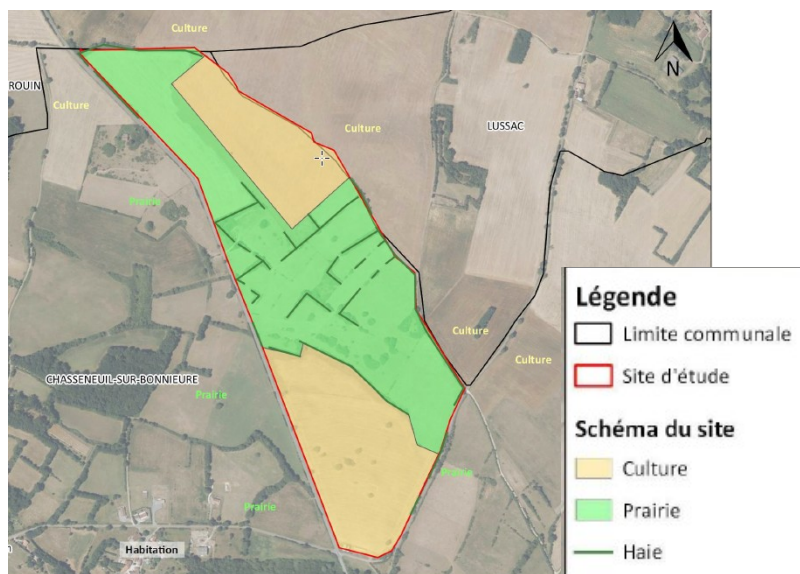 Culture
N
ROUIN
Culture
Culture
LUSSAC
Prairie
Culture
Culture
CHASSENEUIL-SUR-BONNIEURE
Prairie
Prairie
Prairie
Habitation
Légende
Limite communale
Site d'étude
Schéma du site
Culture
Prairie
Haie